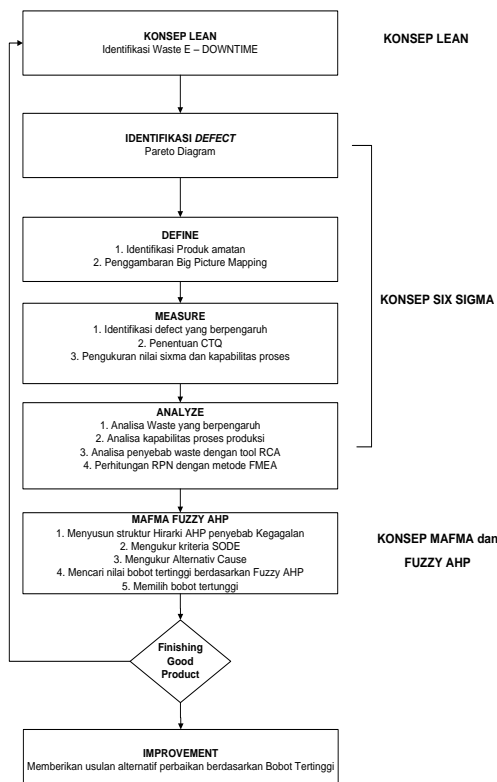 KONSEP LEAN
Identifikasi Waste E – DOWNTIME
KONSEP LEAN
IDENTIFIKASI DEFECT
Pareto Diagram
DEFINE
1. Identifikasi Produk amatan
2. Penggambaran Big Picture Mapping
KONSEP SIX SIGMA
MEASURE
1. Identifikasi defect yang berpengaruh
2. Penentuan CTQ
3. Pengukuran nilai sixma dan kapabilitas proses
ANALYZE
1. Analisa Waste yang berpengaruh
2. Analisa kapabilitas proses produksi
3. Analisa penyebab waste dengan tool RCA
4. Perhitungan RPN dengan metode FMEA
MAFMA FUZZY AHP
1. Menyusun struktur Hirarki AHP penyebab Kegagalan
2. Mengukur kriteria SODE
3. Mengukur Alternativ Cause
4. Mencari nilai bobot tertinggi berdasarkan Fuzzy AHP
5. Memilih bobot tertunggi
KONSEP MAFMA dan
FUZZY AHP
Finishing
Good
Product
IMPROVEMENT
Memberikan usulan alternatif perbaikan berdasarkan Bobot Tertinggi